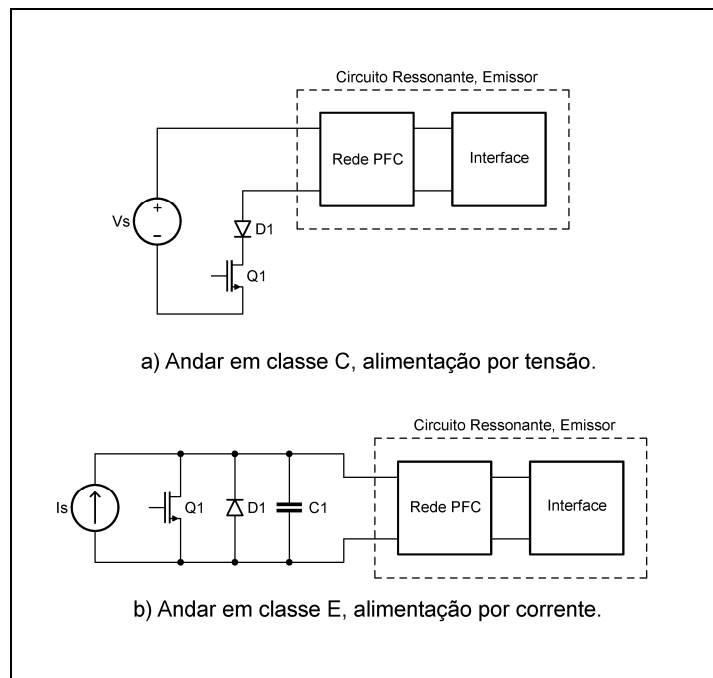 Circuito Ressonante, Emissor
Rede PFC
Interface
Vs
+
–
D1
Q1
a) Andar em classe C, alimentação por tensão.
Circuito Ressonante, Emissor
Is
Q1
D1
C1
Rede PFC
Interface
b) Andar em classe E, alimentação por corrente.